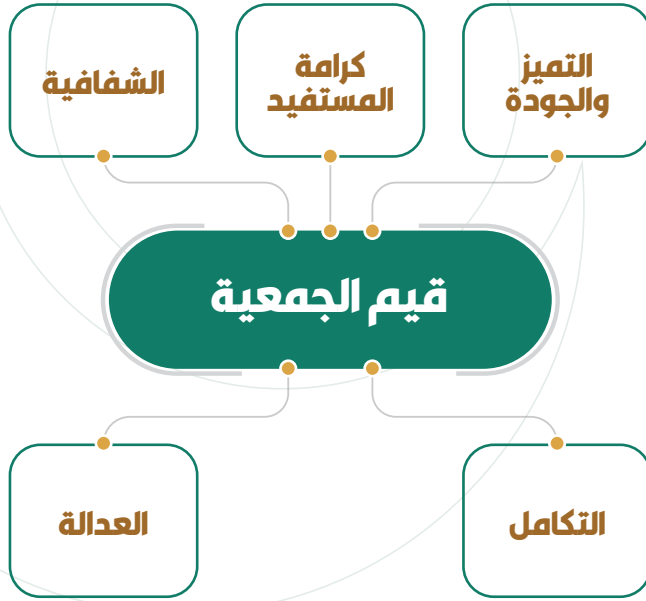 التميز
والجودة
كرامة
المستفيد
الشفافية
قيم الجمعية
التكامل
العدالة